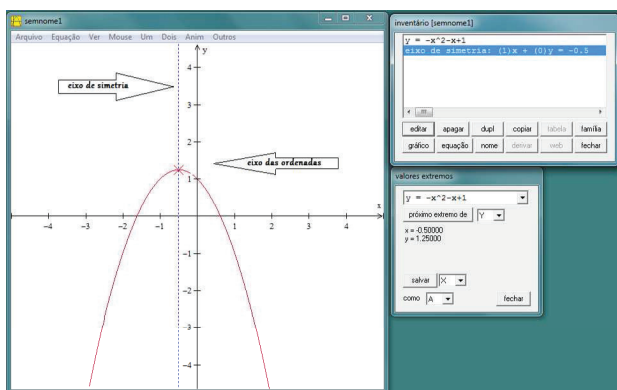 semnome1
Arquivo Equação Ver Mouse Um Dois Anim Outros
y
eixo de simetria
eixo das ordenadas
x
4
3
2
1
−1
−2
−3
−4
−4 −3 −2 −1 1 2 3 4
inventário [semnome1]
y = -x^2-x+1
eixo de simetria: (1)x + (0)y = -0.5
editar apagar dupl copiar tabela família
gráfico equação nome derivar web fechar
valores extremos
y = -x^2-x+1
próximo extremo de Y
x = -0.50000
y = 1.25000
salvar X
como A fechar